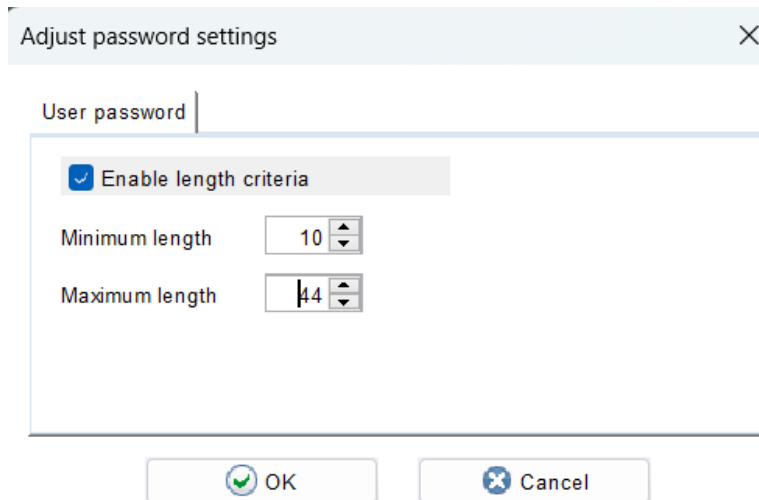 Adjust password settings
User password
Enable length criteria
Minimum length 10
Maximum length 44
OK Cancel